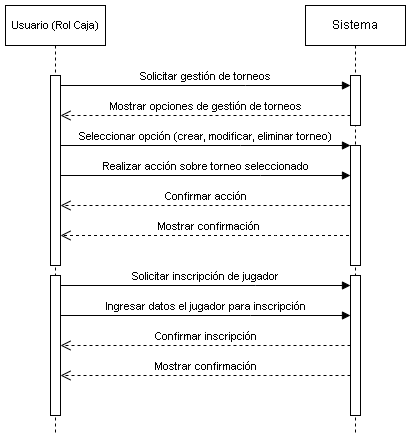 Usuario (Rol Caja)
Sistema
Solicitar gestión de torneos
Mostrar opciones de gestión de torneos
Seleccionar opción (crear, modificar, eliminar torneo)
Realizar acción sobre torneo seleccionado
Confirmar acción
Mostrar confirmación
Solicitar inscripción de jugador
Ingresar datos el jugador para inscripción
Confirmar inscripción
Mostrar confirmación